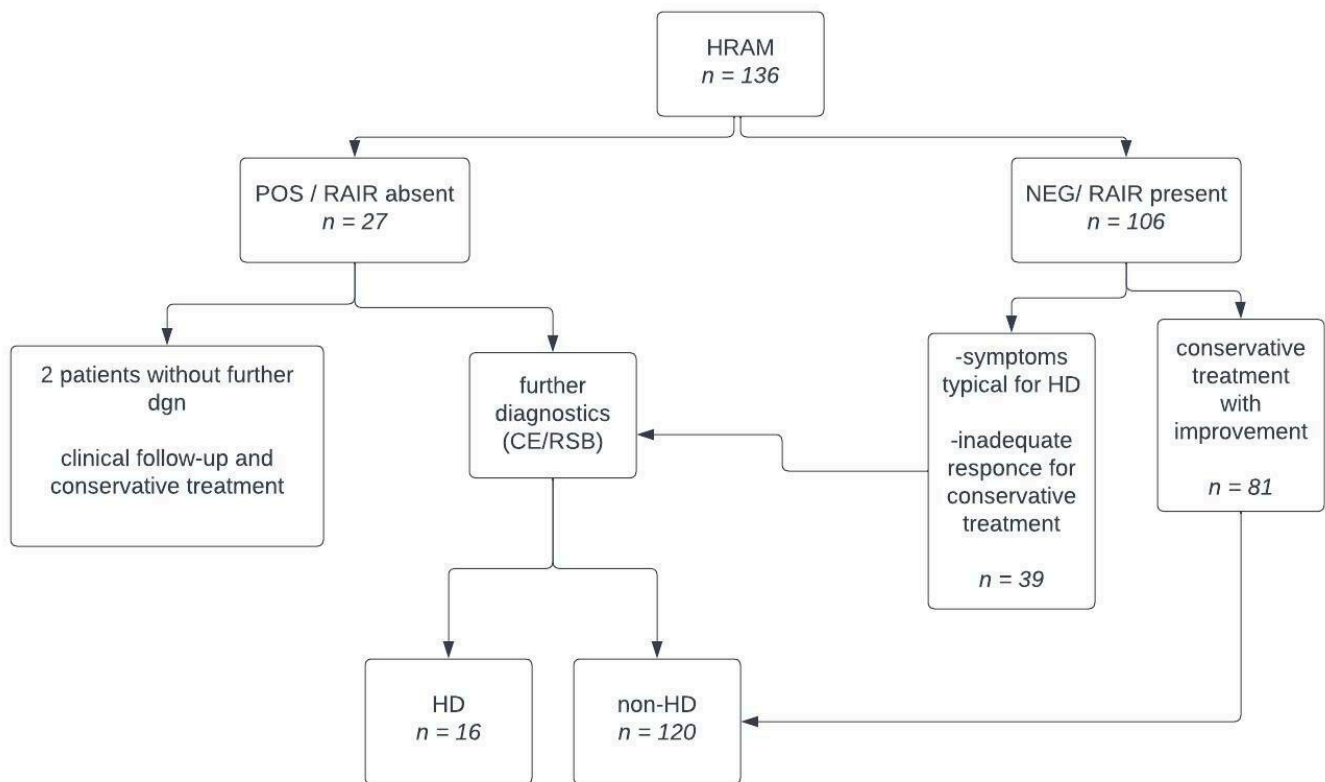 HRAM
n = 136
POS / RAIR absent
n = 27
NEG/ RAIR present
n = 106
2 patients without further
dgn
clinical follow-up and
conservative treatment
further
diagnostics
(CE/RSB)
-symptoms
typical for HD
-inadequate
responce for
conservative
treatment
n = 39
conservative
treatment
with
improvement
n = 81
HD
n = 16
non-HD
n = 120